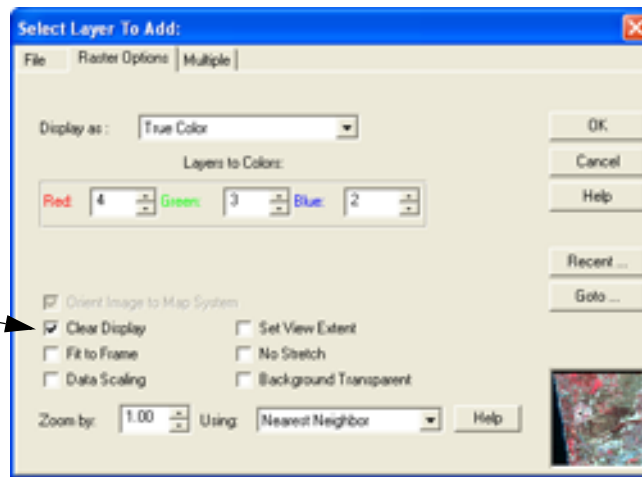 Select Layer To Add:
File Raster Options Multiple
Display as : True Color
OK
Layers to Colors:
Cancel
Red: 4 Green: 3 Blue: 2
Help
Recent ...
Orient Image to Map System
Goto ...
Clear Display Set View Extent
Fit to Frame No Stretch
Data Scaling Background Transparent
Zoom by: 1.00 Using: Nearest Neighbor Help